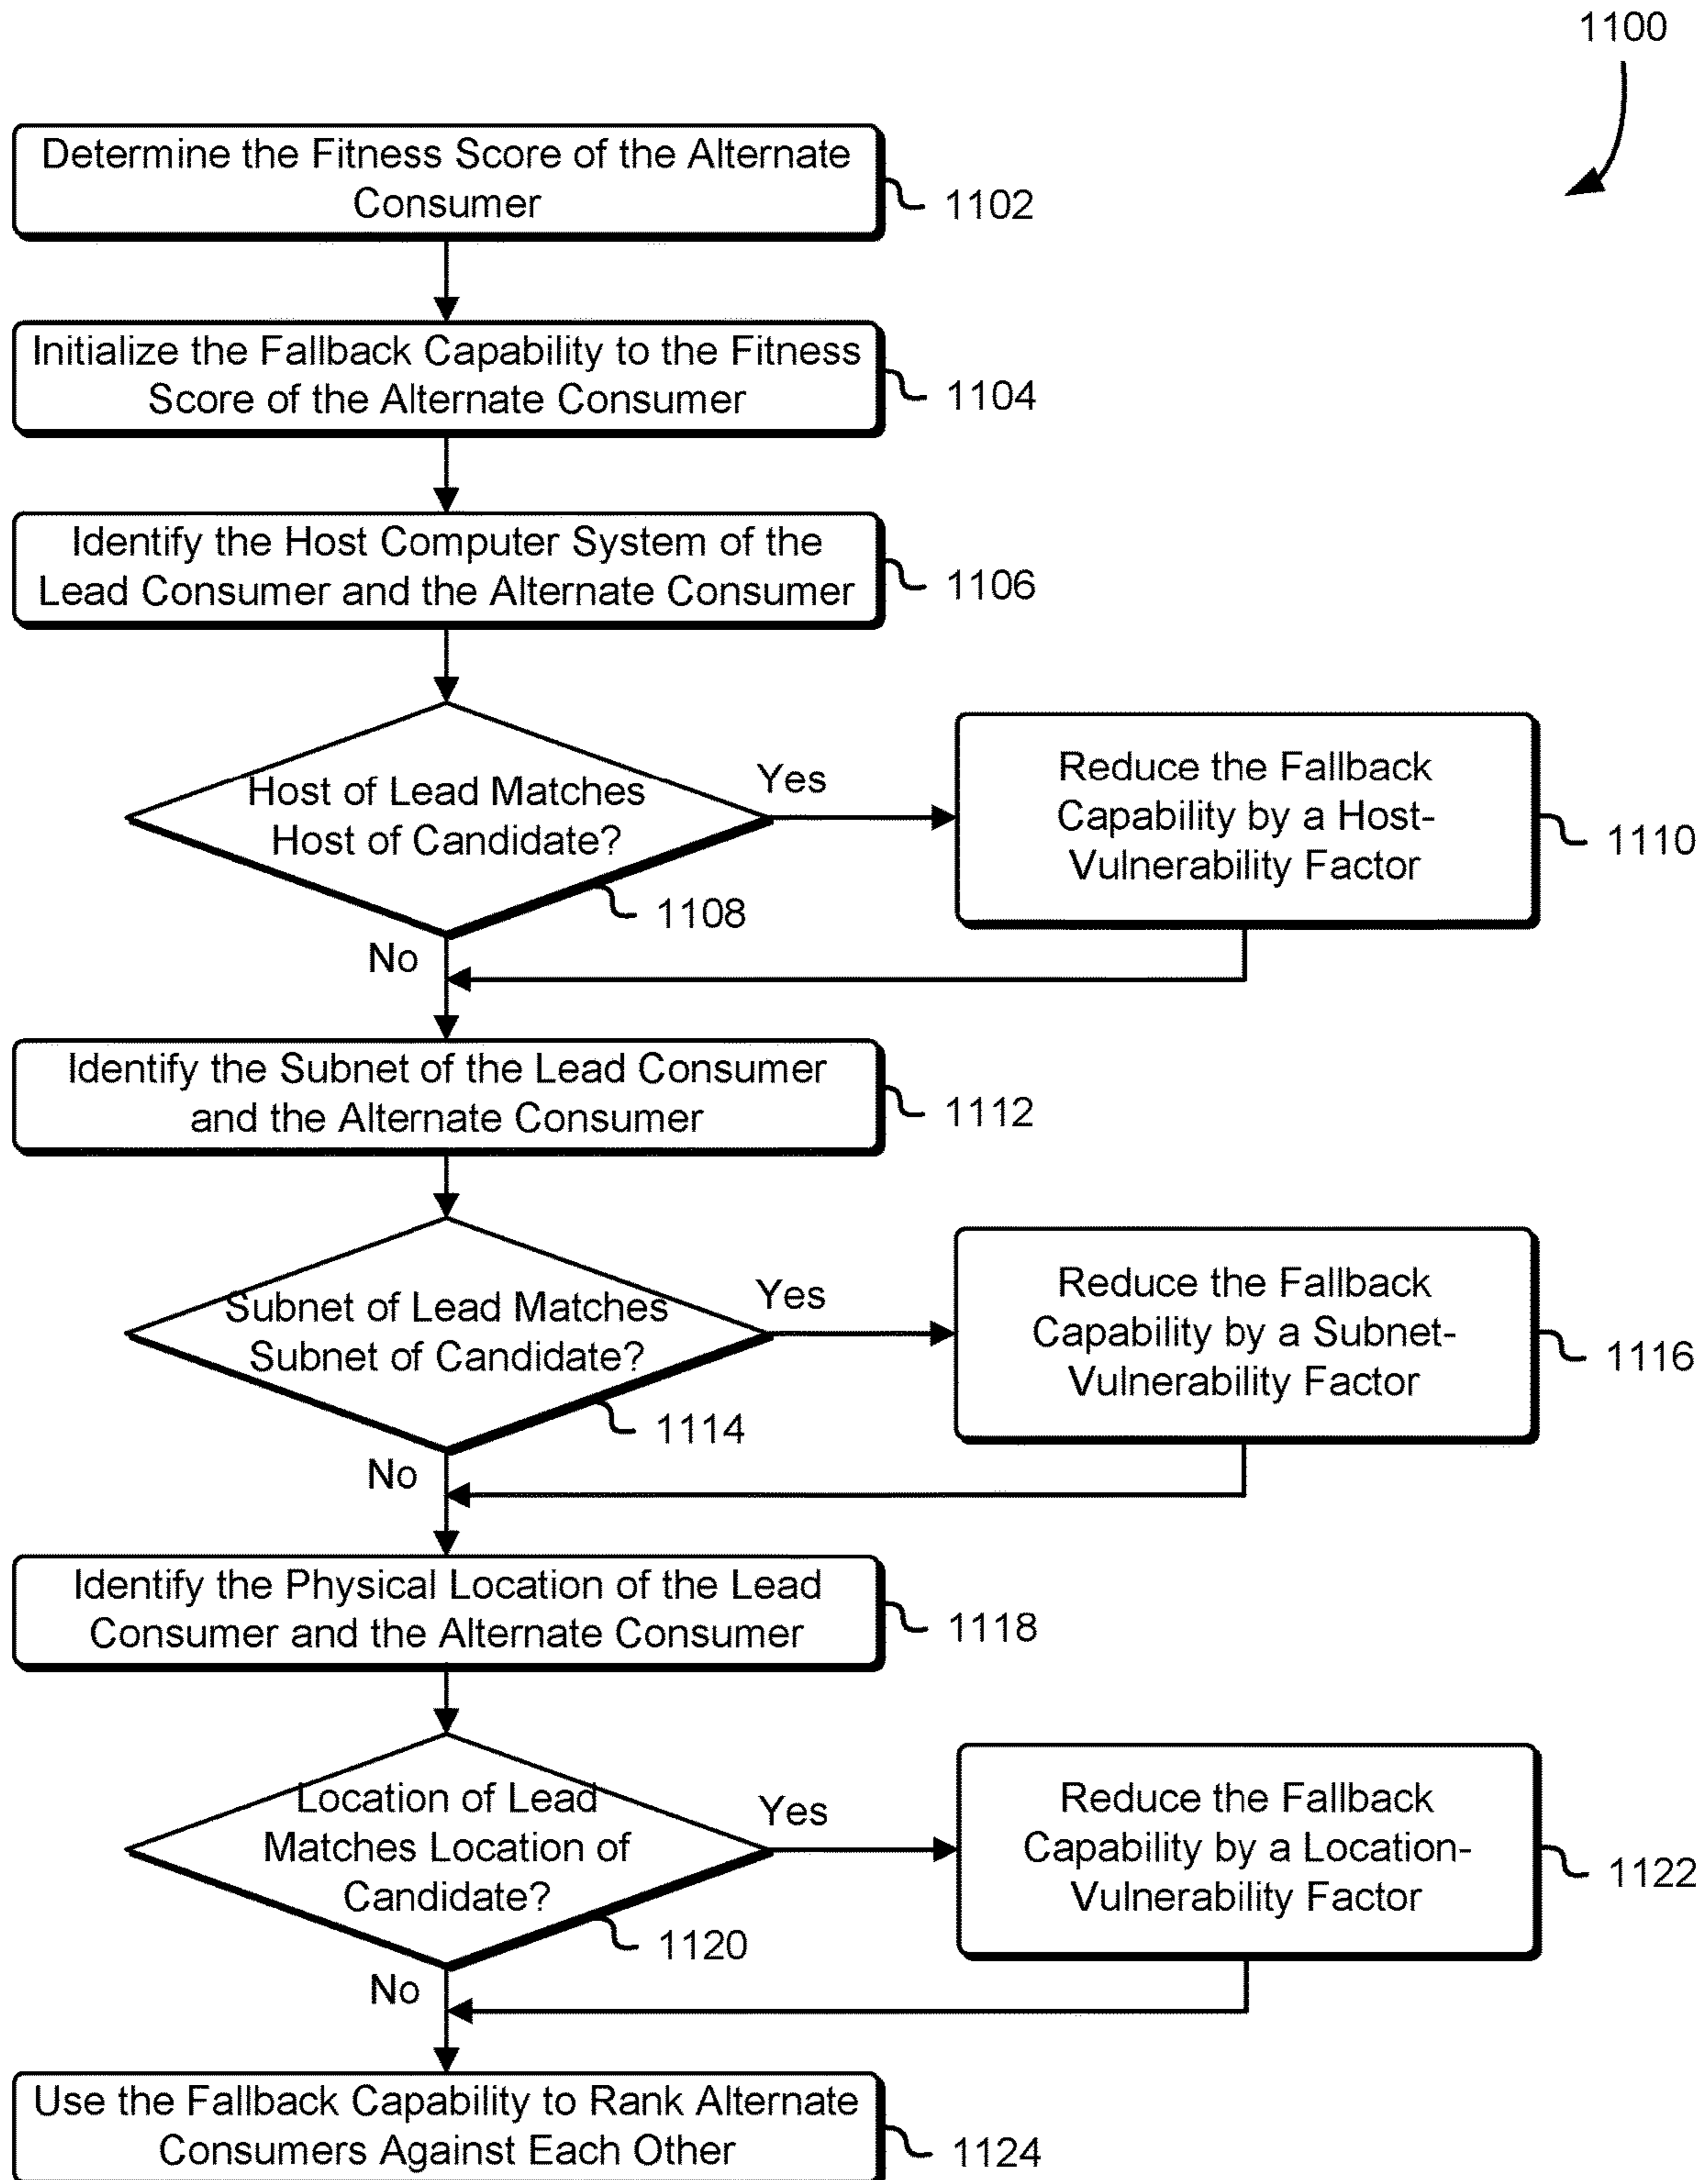 1100
Determine the Fitness Score of the Alternate
Consumer
1102
Initialize the Fallback Capability to the Fitness
Score of the Alternate Consumer
1104
Identify the Host Computer System of the
Lead Consumer and the Alternate Consumer
1106
Host of Lead Matches
Host of Candidate?
1108
Yes
Reduce the Fallback
Capability by a Host-
Vulnerability Factor
1110
No
Identify the Subnet of the Lead Consumer
and the Alternate Consumer
1112
Subnet of Lead Matches
Subnet of Candidate?
1114
Yes
Reduce the Fallback
Capability by a Subnet-
Vulnerability Factor
1116
No
Identify the Physical Location of the Lead
Consumer and the Alternate Consumer
1118
Location of Lead
Matches Location of
Candidate?
1120
Yes
Reduce the Fallback
Capability by a Location-
Vulnerability Factor
1122
No
Use the Fallback Capability to Rank Alternate
Consumers Against Each Other
1124